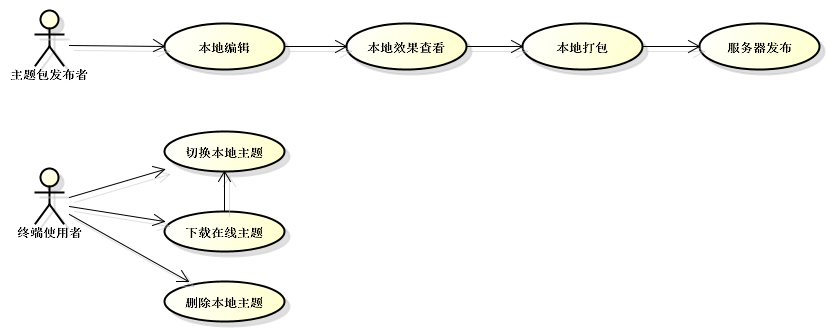 本地编辑
本地效果查看
本地打包
服务器发布
主题包发布者
切换本地主题
终端使用者
下载在线主题
删除本地主题